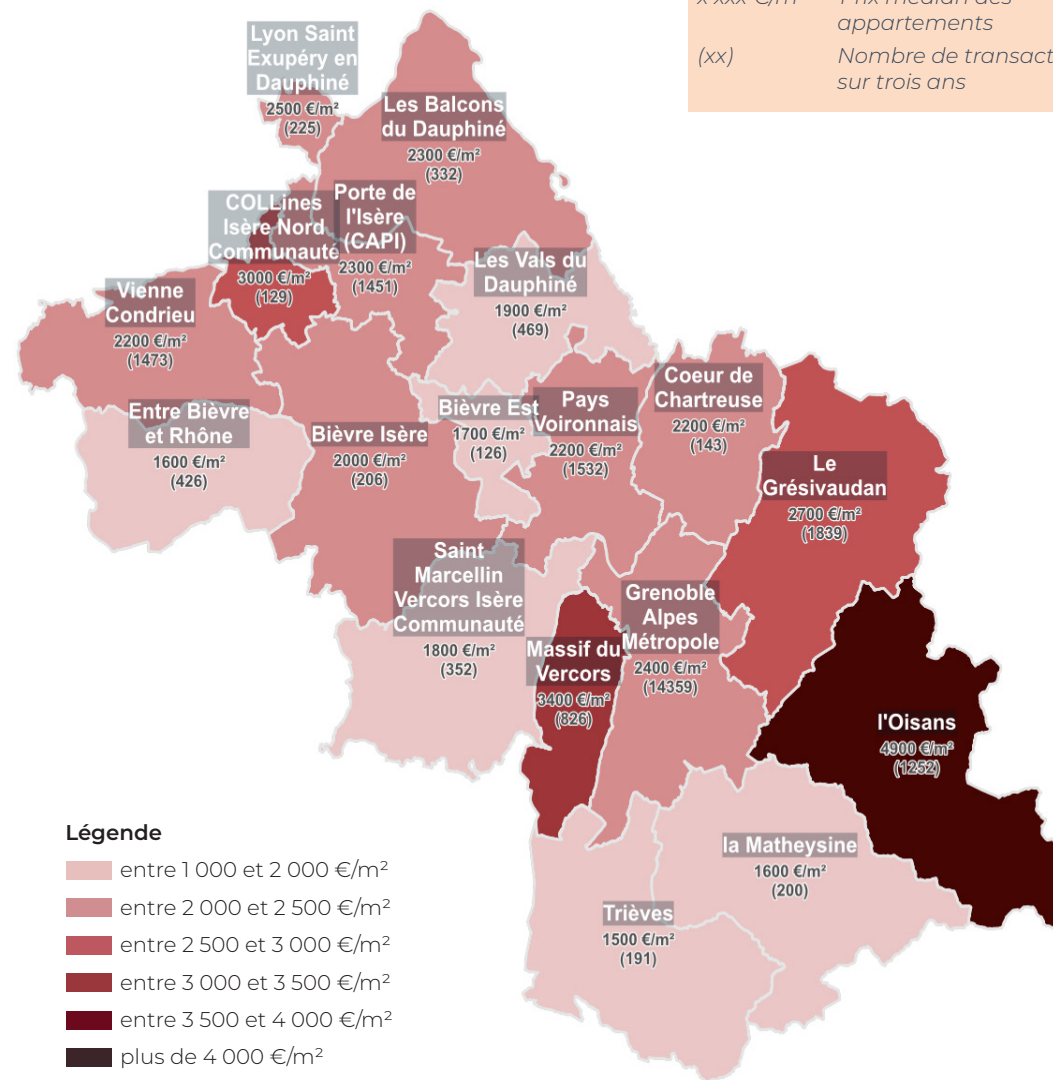 appartements
(xx) Nombre de transact
sur trois ans
Lyon Saint
Exupéry en
Dauphiné
2500 €/m²
(225)
Les Balcons
du Dauphiné
2300 €/m²
(332)
COLLines
Isère Nord
Communauté
3000 €/m²
(129)
Porte de
l'Isère
(CAPI)
2300 €/m²
(1451)
Les Vals du
Dauphiné
1900 €/m²
(469)
Vienne
Condrieu
2200 €/m²
(1473)
Entre Bièvre
et Rhône
1600 €/m²
(426)
Bièvre Isère
2000 €/m²
(206)
Bièvre Est
1700 €/m²
(126)
Pays
Voironnais
2200 €/m²
(1532)
Coeur de
Chartreuse
2200 €/m²
(143)
Le
Grésivaudan
2700 €/m²
(1839)
Saint
Marcellin
Vercors Isère
Communauté
1800 €/m²
(352)
Massif du
Vercors
3400 €/m²
(826)
Grenoble
Alpes
Métropole
2400 €/m²
(14359)
l'Oisans
4900 €/m²
(1252)
la Matheysine
1600 €/m²
(200)
Trièves
1500 €/m²
(191)
Légende
entre 1 000 et 2 000 €/m²
entre 2 000 et 2 500 €/m²
entre 2 500 et 3 000 €/m²
entre 3 000 et 3 500 €/m²
entre 3 500 et 4 000 €/m²
plus de 4 000 €/m²